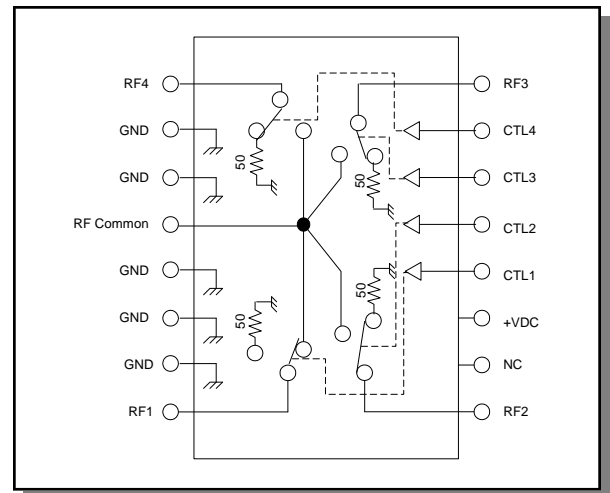 RF4
GND
GND
RF Common
GND
GND
GND
RF1
50
50
50
50
RF3
CTL4
CTL3
CTL2
CTL1
+VDC
NC
RF2